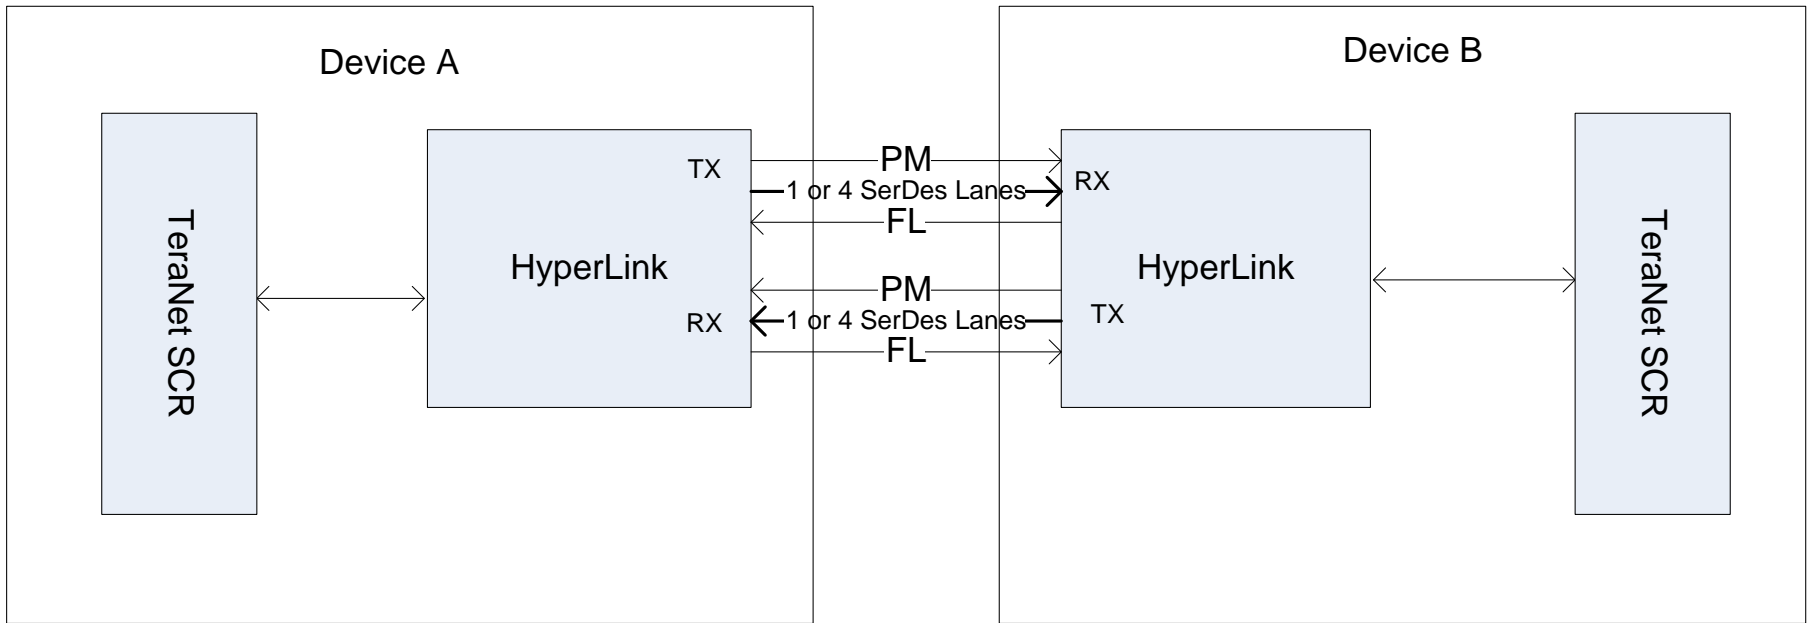 Device A
Device B
TeraNet SCR
HyperLink
TX
RX
PM
1 or 4 SerDes Lanes
FL
PM
1 or 4 SerDes Lanes
FL
RX
TX
HyperLink
TeraNet SCR